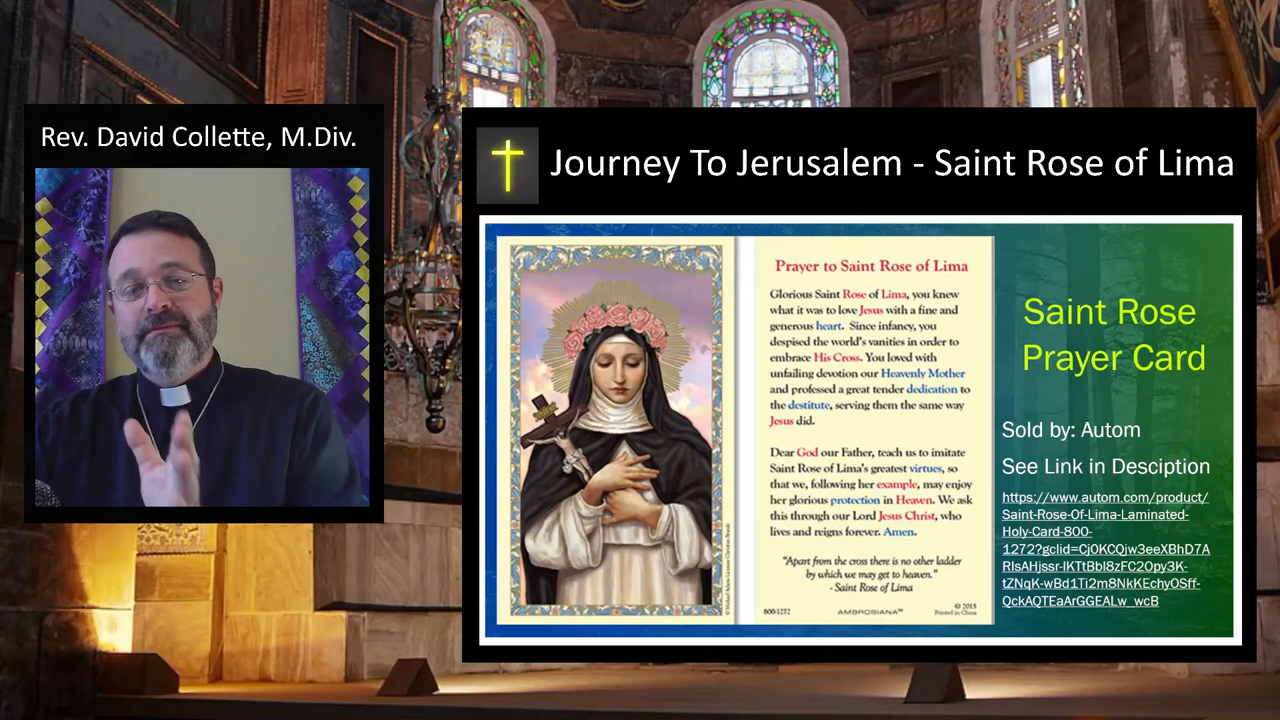 Rev. David Collette, M.Div.
Journey To Jerusalem - Saint Rose of Lima
Prayer to Saint Rose of Lima
Glorious Saint Rose of Lima, you knew
what it was to love Jesus with a fine and
generous heart. Since infancy, you
despised the world's vanities in order to
embrace His Cross. You loved with
unfailing devotion our Heavenly Mother
and professed a great tender dedication to
the destitute, serving them the same way
Jesus did.
Dear God our Father, teach us to imitate
Saint Rose of Lima's greatest virtues, so
that we, following her example, may enjoy
her glorious protection in Heaven. We ask
this through our Lord Jesus Christ, who
lives and reigns forever. Amen.
"Apart from the cross there is no other ladder
by which we may get to heaven."
- Saint Rose of Lima
800-1272 AMBROSIANA™ © 2015
Printed in China
Saint Rose
Prayer Card
Sold by: Autom
See Link in Desciption
https://www.autom.com/product/
Saint-Rose-Of-Lima-Laminated-
Holy-Card-800-
1272?gclid=Cj0KCQjw3eeXBhD7A
RIsAHjssr-IKTtBbl8zFC2Opy3K-
tZNqK-wBd1Ti2m8NkKEchyOSff-
QckAQTEaArGGEALw_wcB